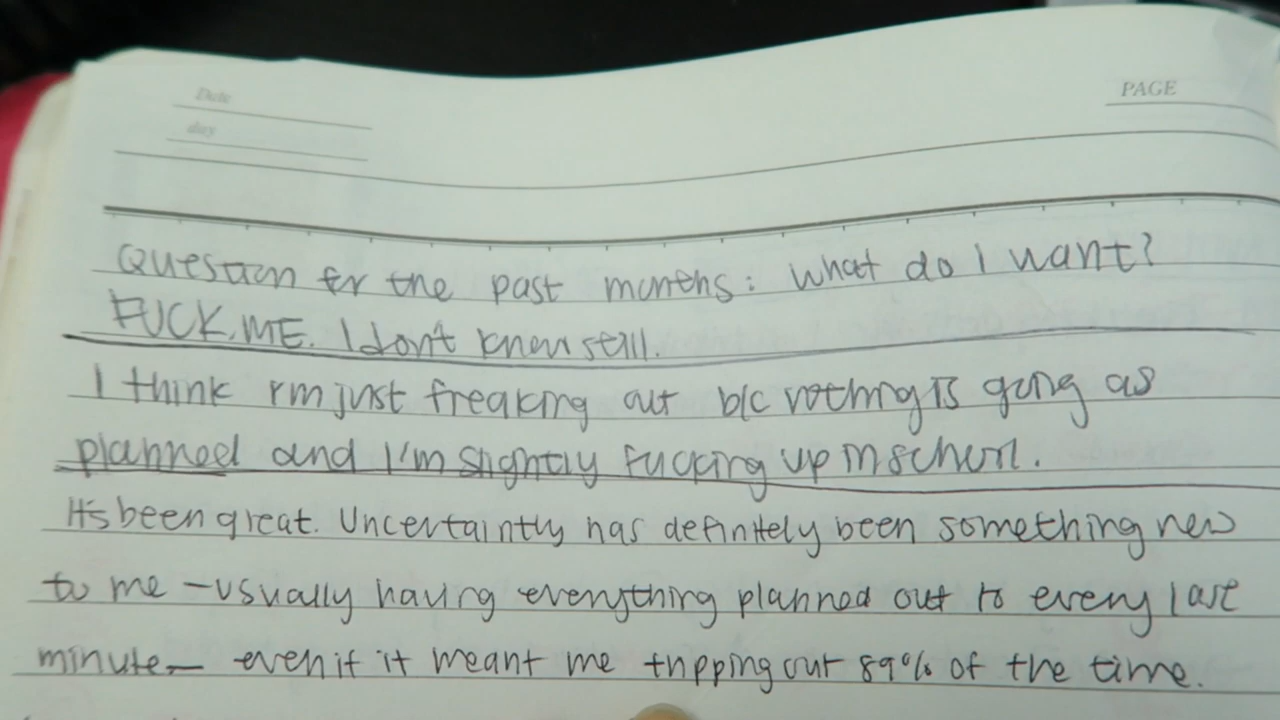 Date
PAGE
day
Question for the past months: What do I want?
FUCK.ME. I don't know still.
I think I'm just freaking out b/c nothing is going as
planned and I'm slightly fucking up in school.
It's been great. Uncertaintly has definitely been something new
to me - usually having everything planned out to every last
minute - even if it meant me tripping out 89% of the time.